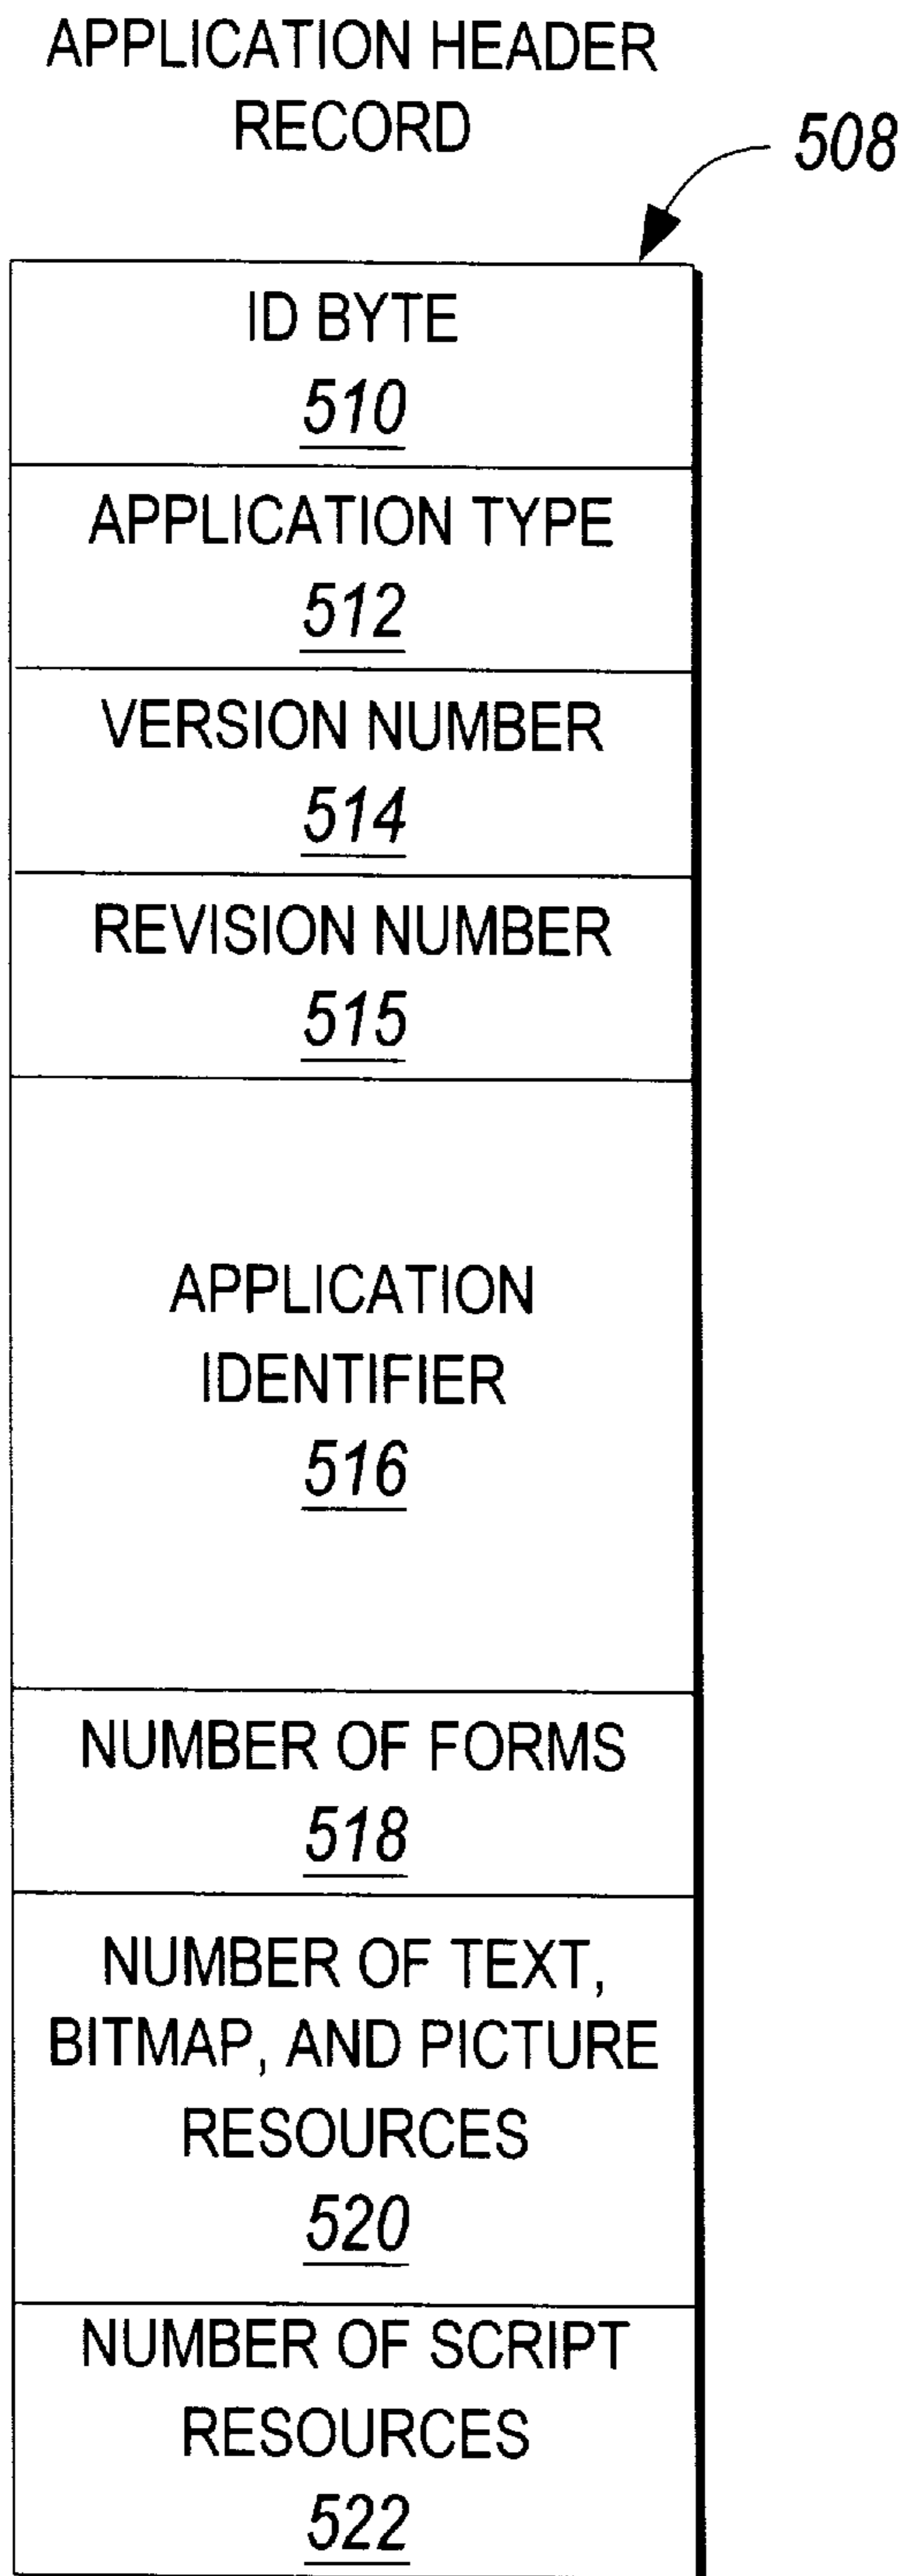 APPLICATION HEADER
RECORD
508
ID BYTE
510
APPLICATION TYPE
512
VERSION NUMBER
514
REVISION NUMBER
515
APPLICATION
IDENTIFIER
516
NUMBER OF FORMS
518
NUMBER OF TEXT,
BITMAP, AND PICTURE
RESOURCES
520
NUMBER OF SCRIPT
RESOURCES
522